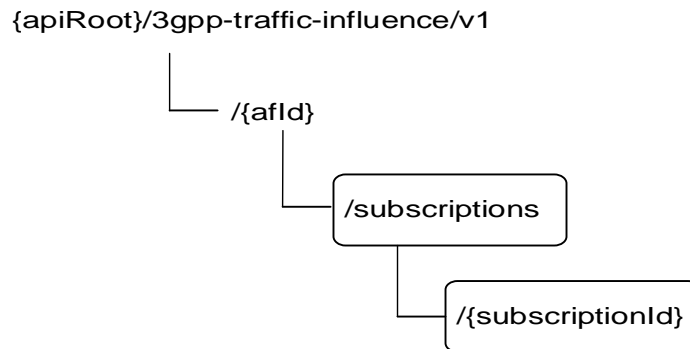 {apiRoot}/3gpp-traffic-influence/v1
/{afId}
/subscriptions
/{subscriptionId}